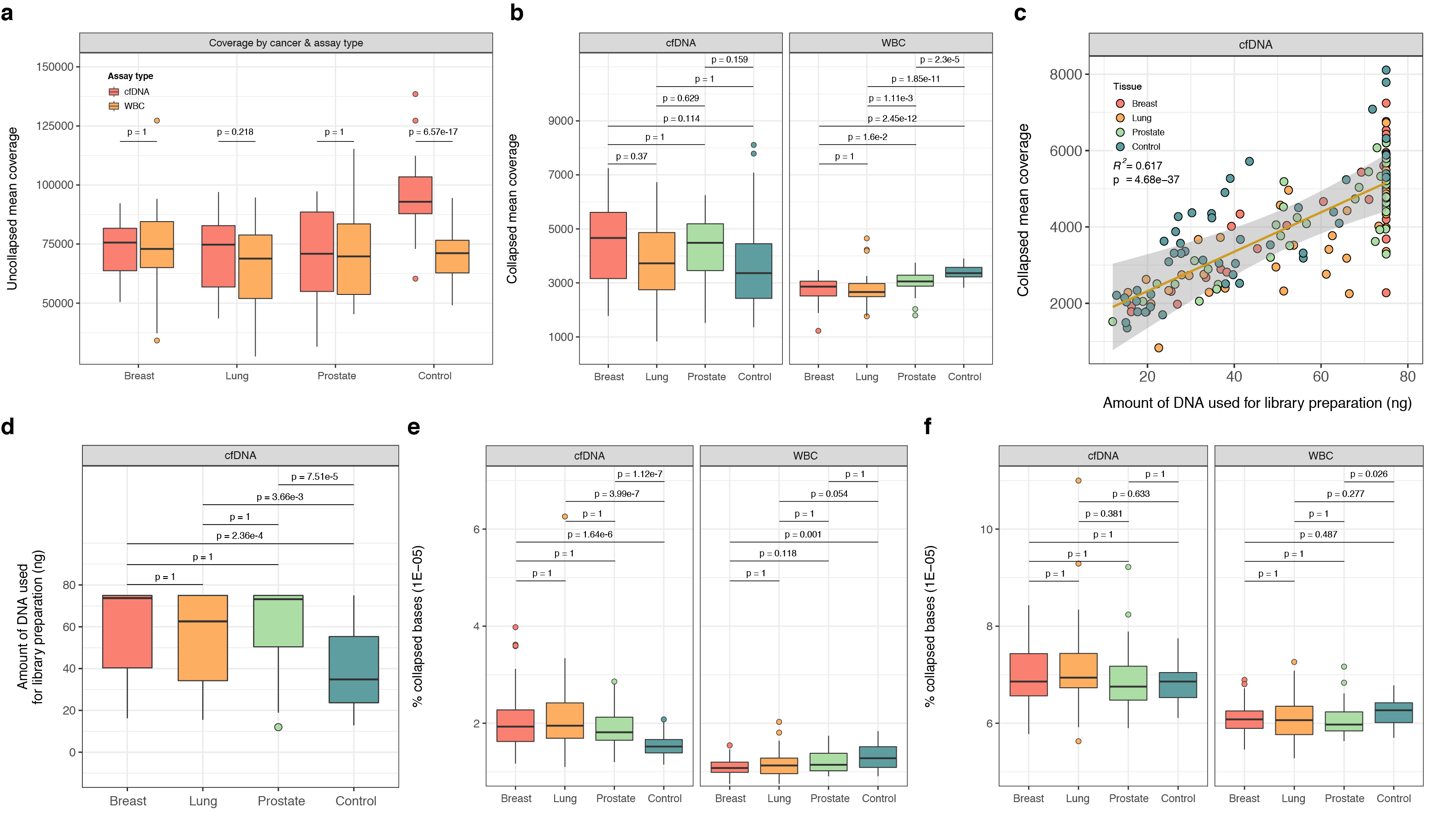 a
Coverage by cancer & assay type
Uncollapsed mean coverage
150000
125000
100000
75000
50000
Assay type
cfDNA
WBC
p = 1
p = 0.218
p = 1
p = 6.57e-17
Breast
Lung
Prostate
Control
b
cfDNA
WBC
Collapsed mean coverage
9000
7000
5000
3000
1000
p = 0.159
p = 1
p = 0.629
p = 0.114
p = 1
p = 0.37
p = 2.3e-5
p = 1.85e-11
p = 1.11e-3
p = 2.45e-12
p = 1.6e-2
p = 1
Breast
Lung
Prostate
Control
Breast
Lung
Prostate
Control
c
cfDNA
Collapsed mean coverage
8000
6000
4000
2000
Tissue
Breast
Lung
Prostate
Control
R² = 0.617
p = 4.68e−37
20
40
60
80
Amount of DNA used for library preparation (ng)
d
cfDNA
Amount of DNA used
for library preparation (ng)
80
60
40
20
0
p = 7.51e-5
p = 3.66e-3
p = 1
p = 2.36e-4
p = 1
p = 1
Breast
Lung
Prostate
Control
e
cfDNA
WBC
% collapsed bases (1E−05)
6
4
2
p = 1.12e-7
p = 3.99e-7
p = 1
p = 1.64e-6
p = 1
p = 1
p = 1
p = 0.054
p = 1
p = 0.001
p = 0.118
p = 1
Breast
Lung
Prostate
Control
Breast
Lung
Prostate
Control
f
cfDNA
WBC
% collapsed bases (1E−05)
10
8
6
p = 1
p = 0.633
p = 0.381
p = 1
p = 1
p = 1
p = 0.026
p = 0.277
p = 1
p = 0.487
p = 1
p = 1
Breast
Lung
Prostate
Control
Breast
Lung
Prostate
Control